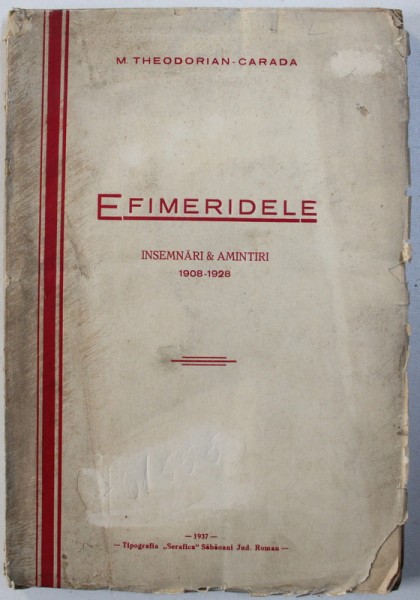 M. THEODORIAN-CARADA
EFIMERIDELE
INSEMNĂRI & AMINTIRI
1908-1928
— 1937 —
— Tipografia „Serafica" Săbăoani Jud. Roman —